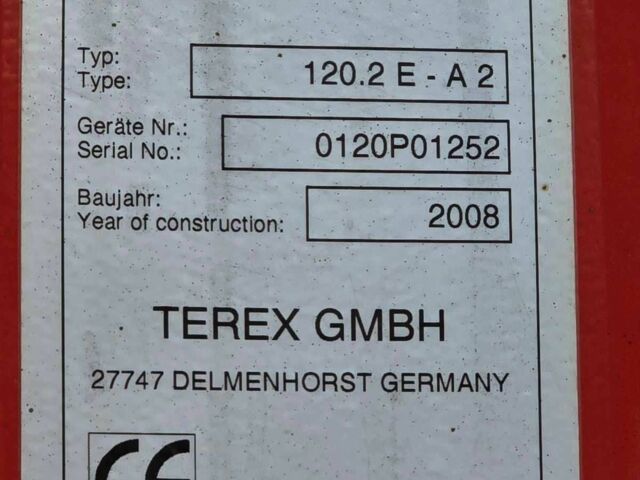 Typ:
Type: 120.2 E - A 2
Geräte Nr.:
Serial No.: 0120P01252
Baujahr:
Year of construction: 2008
TEREX GMBH
27747 DELMENHORST GERMANY
CE